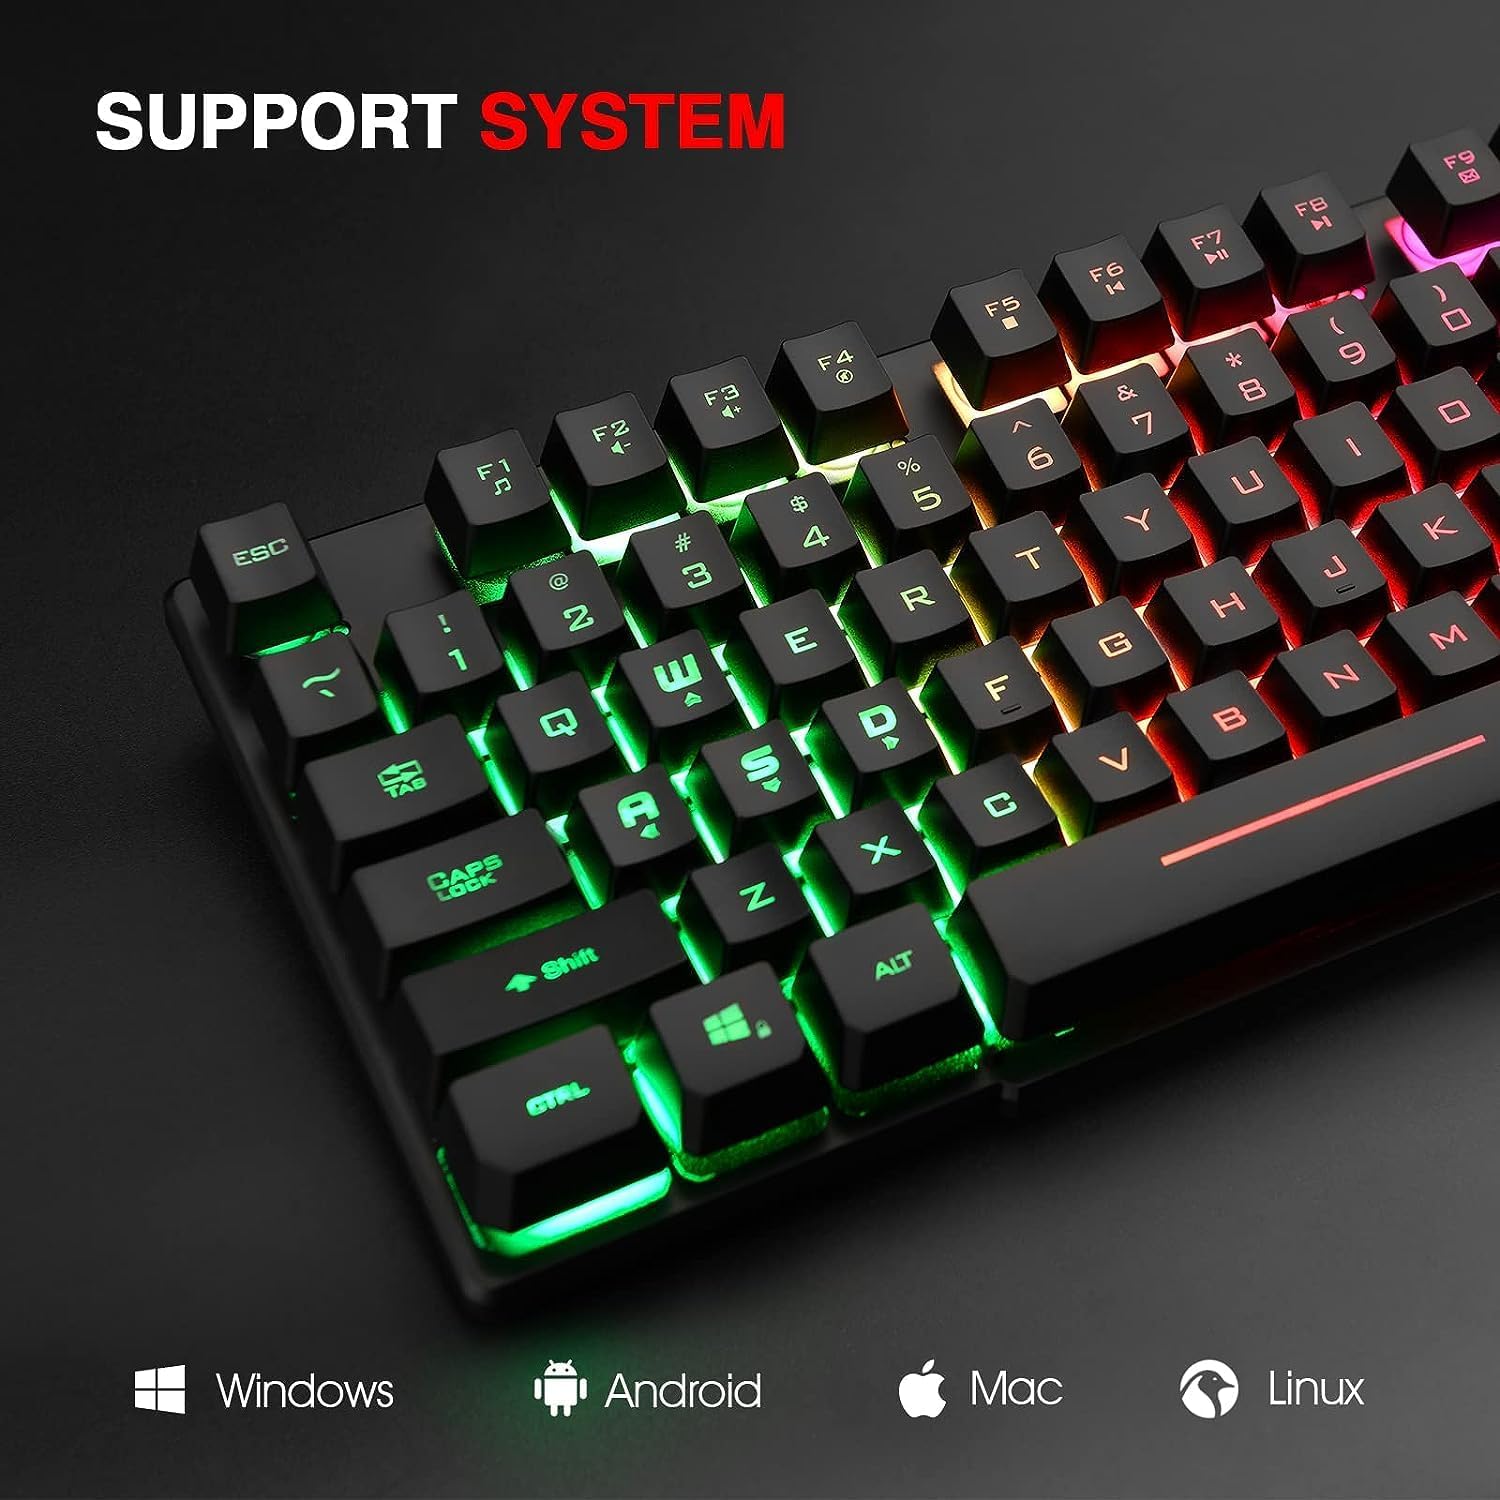 SUPPORT SYSTEM
F9
F8
F7
F6
F5
F4
F3
F2
F1
ESC
) 0
( 9
* 8
& 7
^ 6
% 5
$ 4
# 3
@ 2
! 1
~
TAB Q W E R T Y U I O
CAPS
LOCK
A S D F G H J K
Shift Z X C V B N M
CTRL ALT
Windows Android Mac Linux